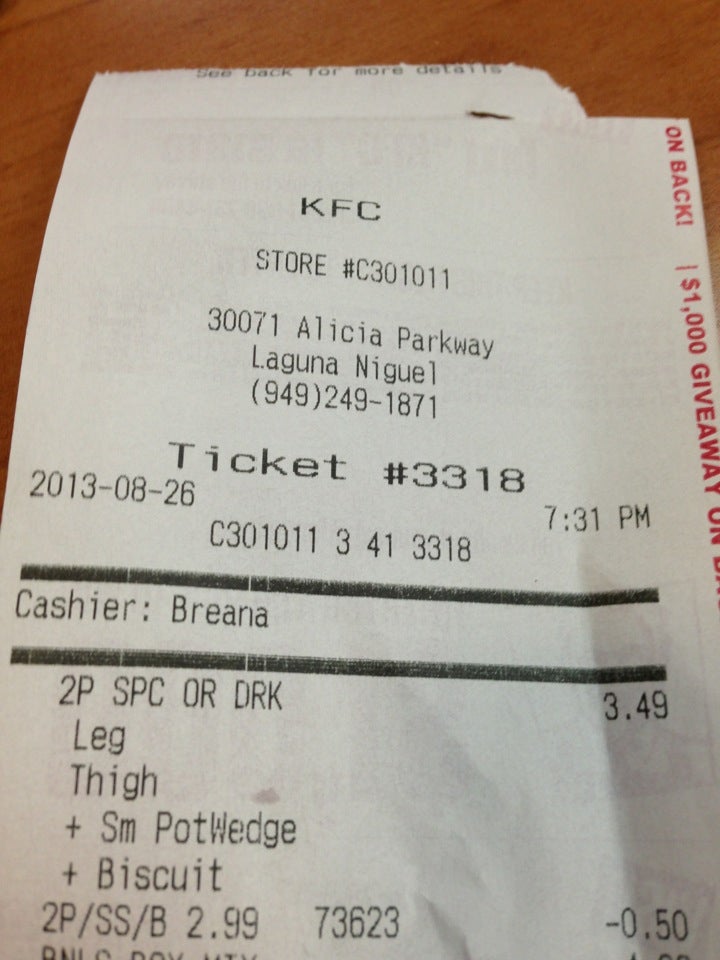 See back for more details
KFC
STORE #C301011
30071 Alicia Parkway
Laguna Niguel
(949)249-1871
Ticket #3318
2013-08-26 7:31 PM
C301011 3 41 3318
Cashier: Breana
2P SPC OR DRK 3.49
Leg
Thigh
+ Sm PotWedge
+ Biscuit
2P/SS/B 2.99 73623 -0.50
ON BACK! | $1,000 GIVEAWAY ON